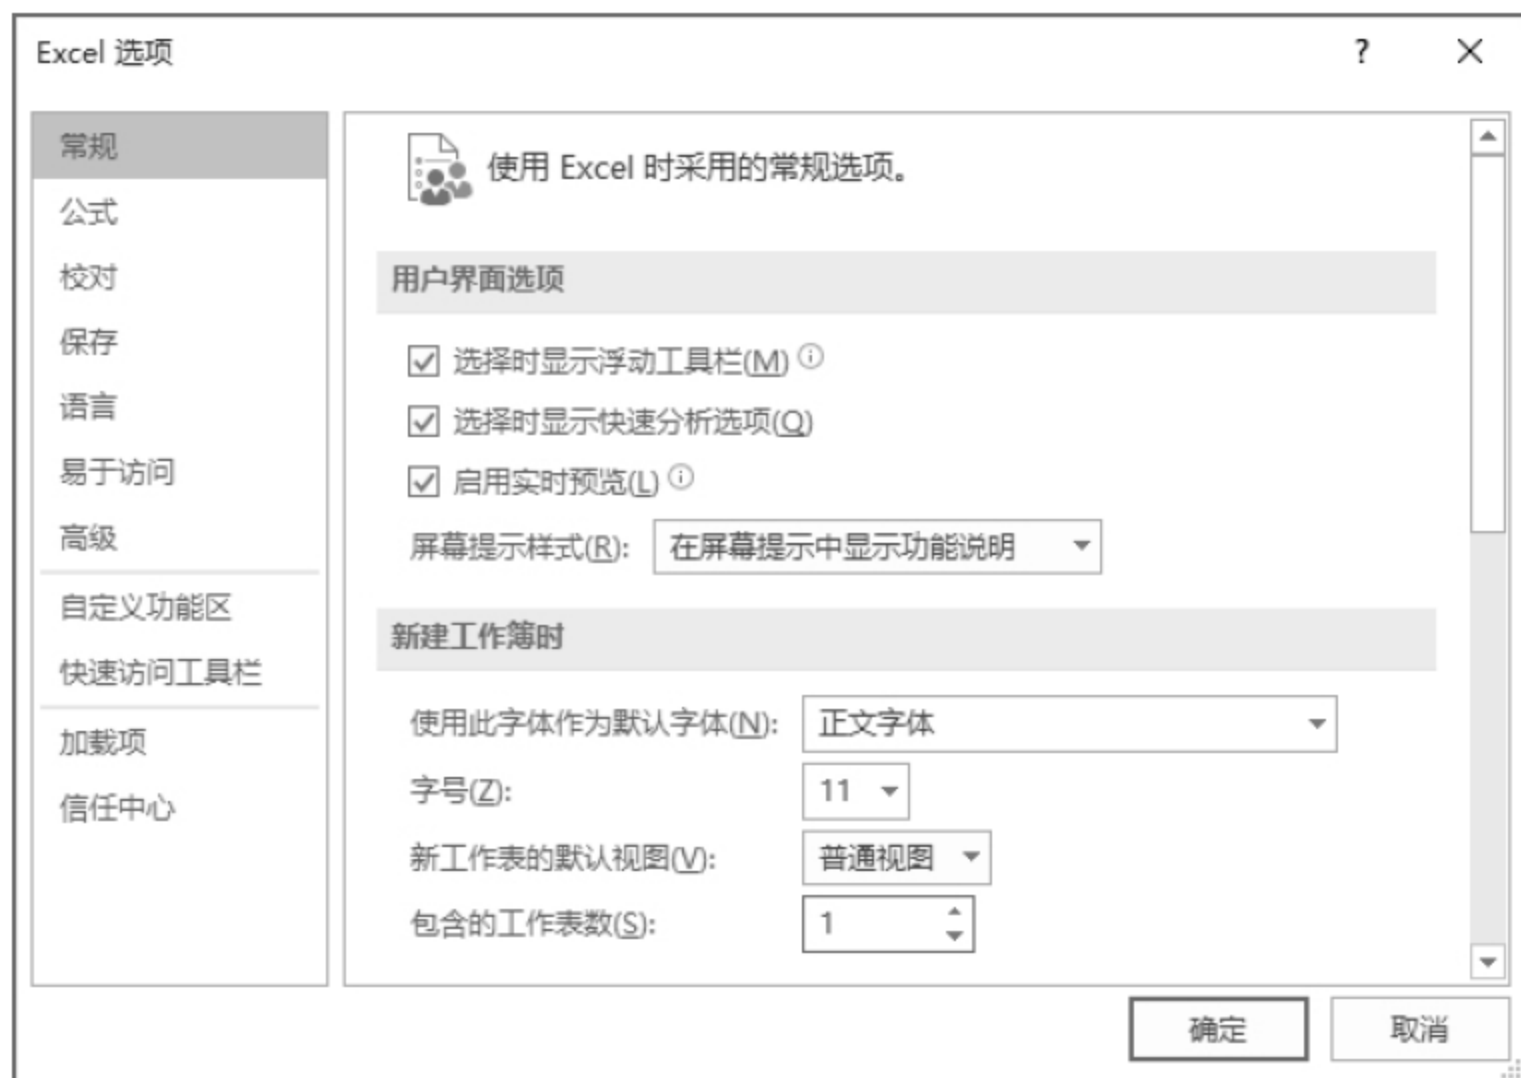 Excel 选项
?
常规
公式
校对
保存
语言
易于访问
高级
自定义功能区
快速访问工具栏
加载项
信任中心
使用 Excel 时采用的常规选项。
用户界面选项
选择时显示浮动工具栏(M)
选择时显示快速分析选项(Q)
启用实时预览(L)
屏幕提示样式(R): 在屏幕提示中显示功能说明
新建工作簿时
使用此字体作为默认字体(N): 正文字体
字号(Z): 11
新工作表的默认视图(V): 普通视图
包含的工作表数(S): 1
确定 取消